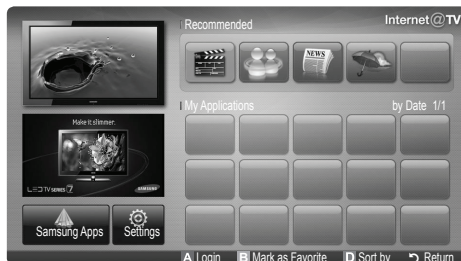 Recommended
Internet@TV
NEWS
My Applications
by Date 1/1
Make it slimmer.
LED TV SERIES 7
SAMSUNG
Samsung Apps
Settings
A Login B Mark as Favorite D Sort by Return